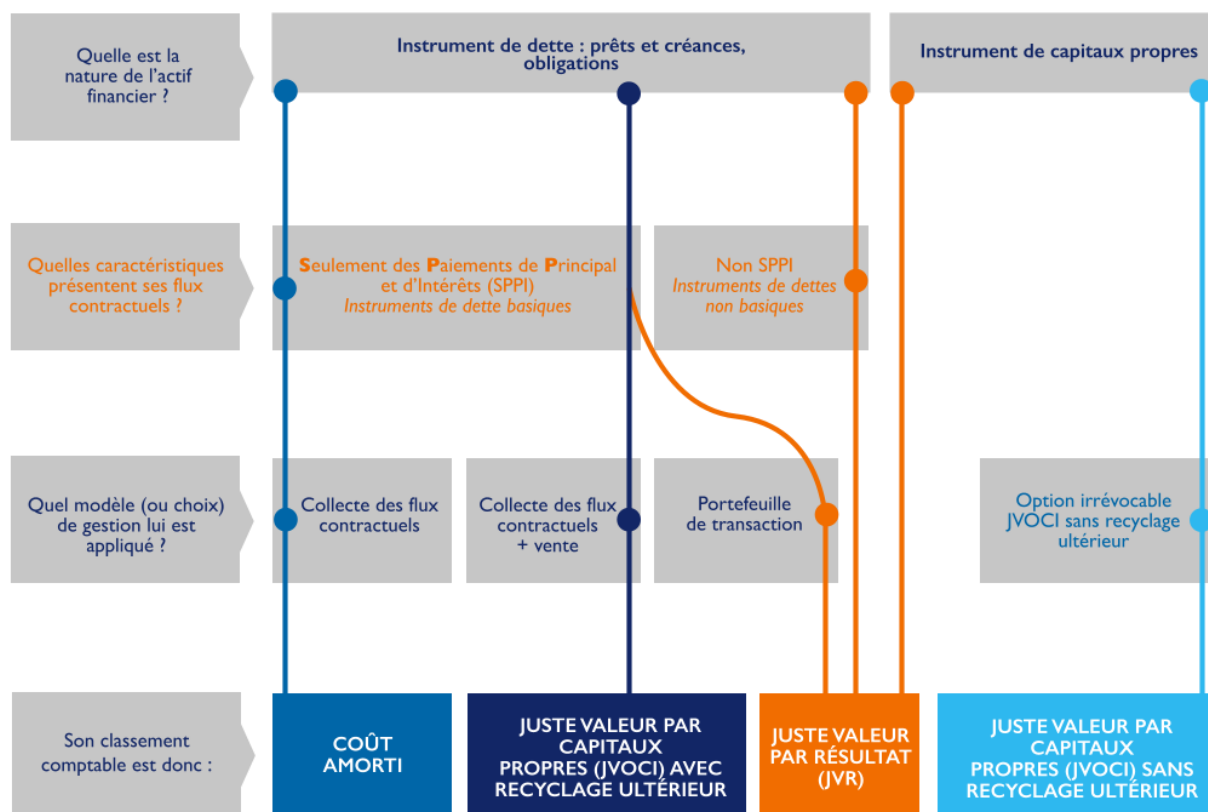 Quelle est la
nature de l'actif
financier ?
Instrument de dette : prêts et créances,
obligations
Instrument de capitaux propres
Quelles caractéristiques
présentent ses flux
contractuels ?
Seulement des Paiements de Principal
et d'Intérêts (SPPI)
Instruments de dette basiques
Non SPPI
Instruments de dettes
non basiques
Quel modèle (ou choix)
de gestion lui est
appliqué ?
Collecte des flux
contractuels
Collecte des flux
contractuels
+ vente
Portefeuille
de transaction
Option irrévocable
JVOCI sans recyclage
ultérieur
Son classement
comptable est donc :
COÛT
AMORTI
JUSTE VALEUR PAR
CAPITAUX
PROPRES (JVOCI) AVEC
RECYCLAGE ULTÉRIEUR
JUSTE VALEUR
PAR RÉSULTAT
(JVR)
JUSTE VALEUR PAR
CAPITAUX
PROPRES (JVOCI) SANS
RECYCLAGE ULTÉRIEUR